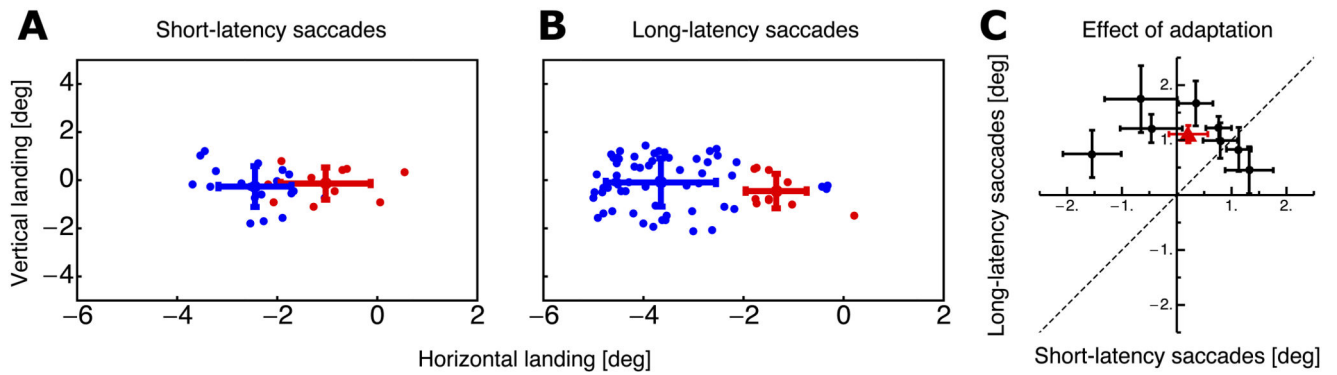 A Short-latency saccades
B Long-latency saccades
C Effect of adaptation
Vertical landing [deg]
4
2
0
−2
−4
−6 −4 −2 0 2
−6 −4 −2 0 2
Horizontal landing [deg]
Long-latency saccades [deg]
2.
1.
−1.
−2.
−2. −1. 1. 2.
Short-latency saccades [deg]